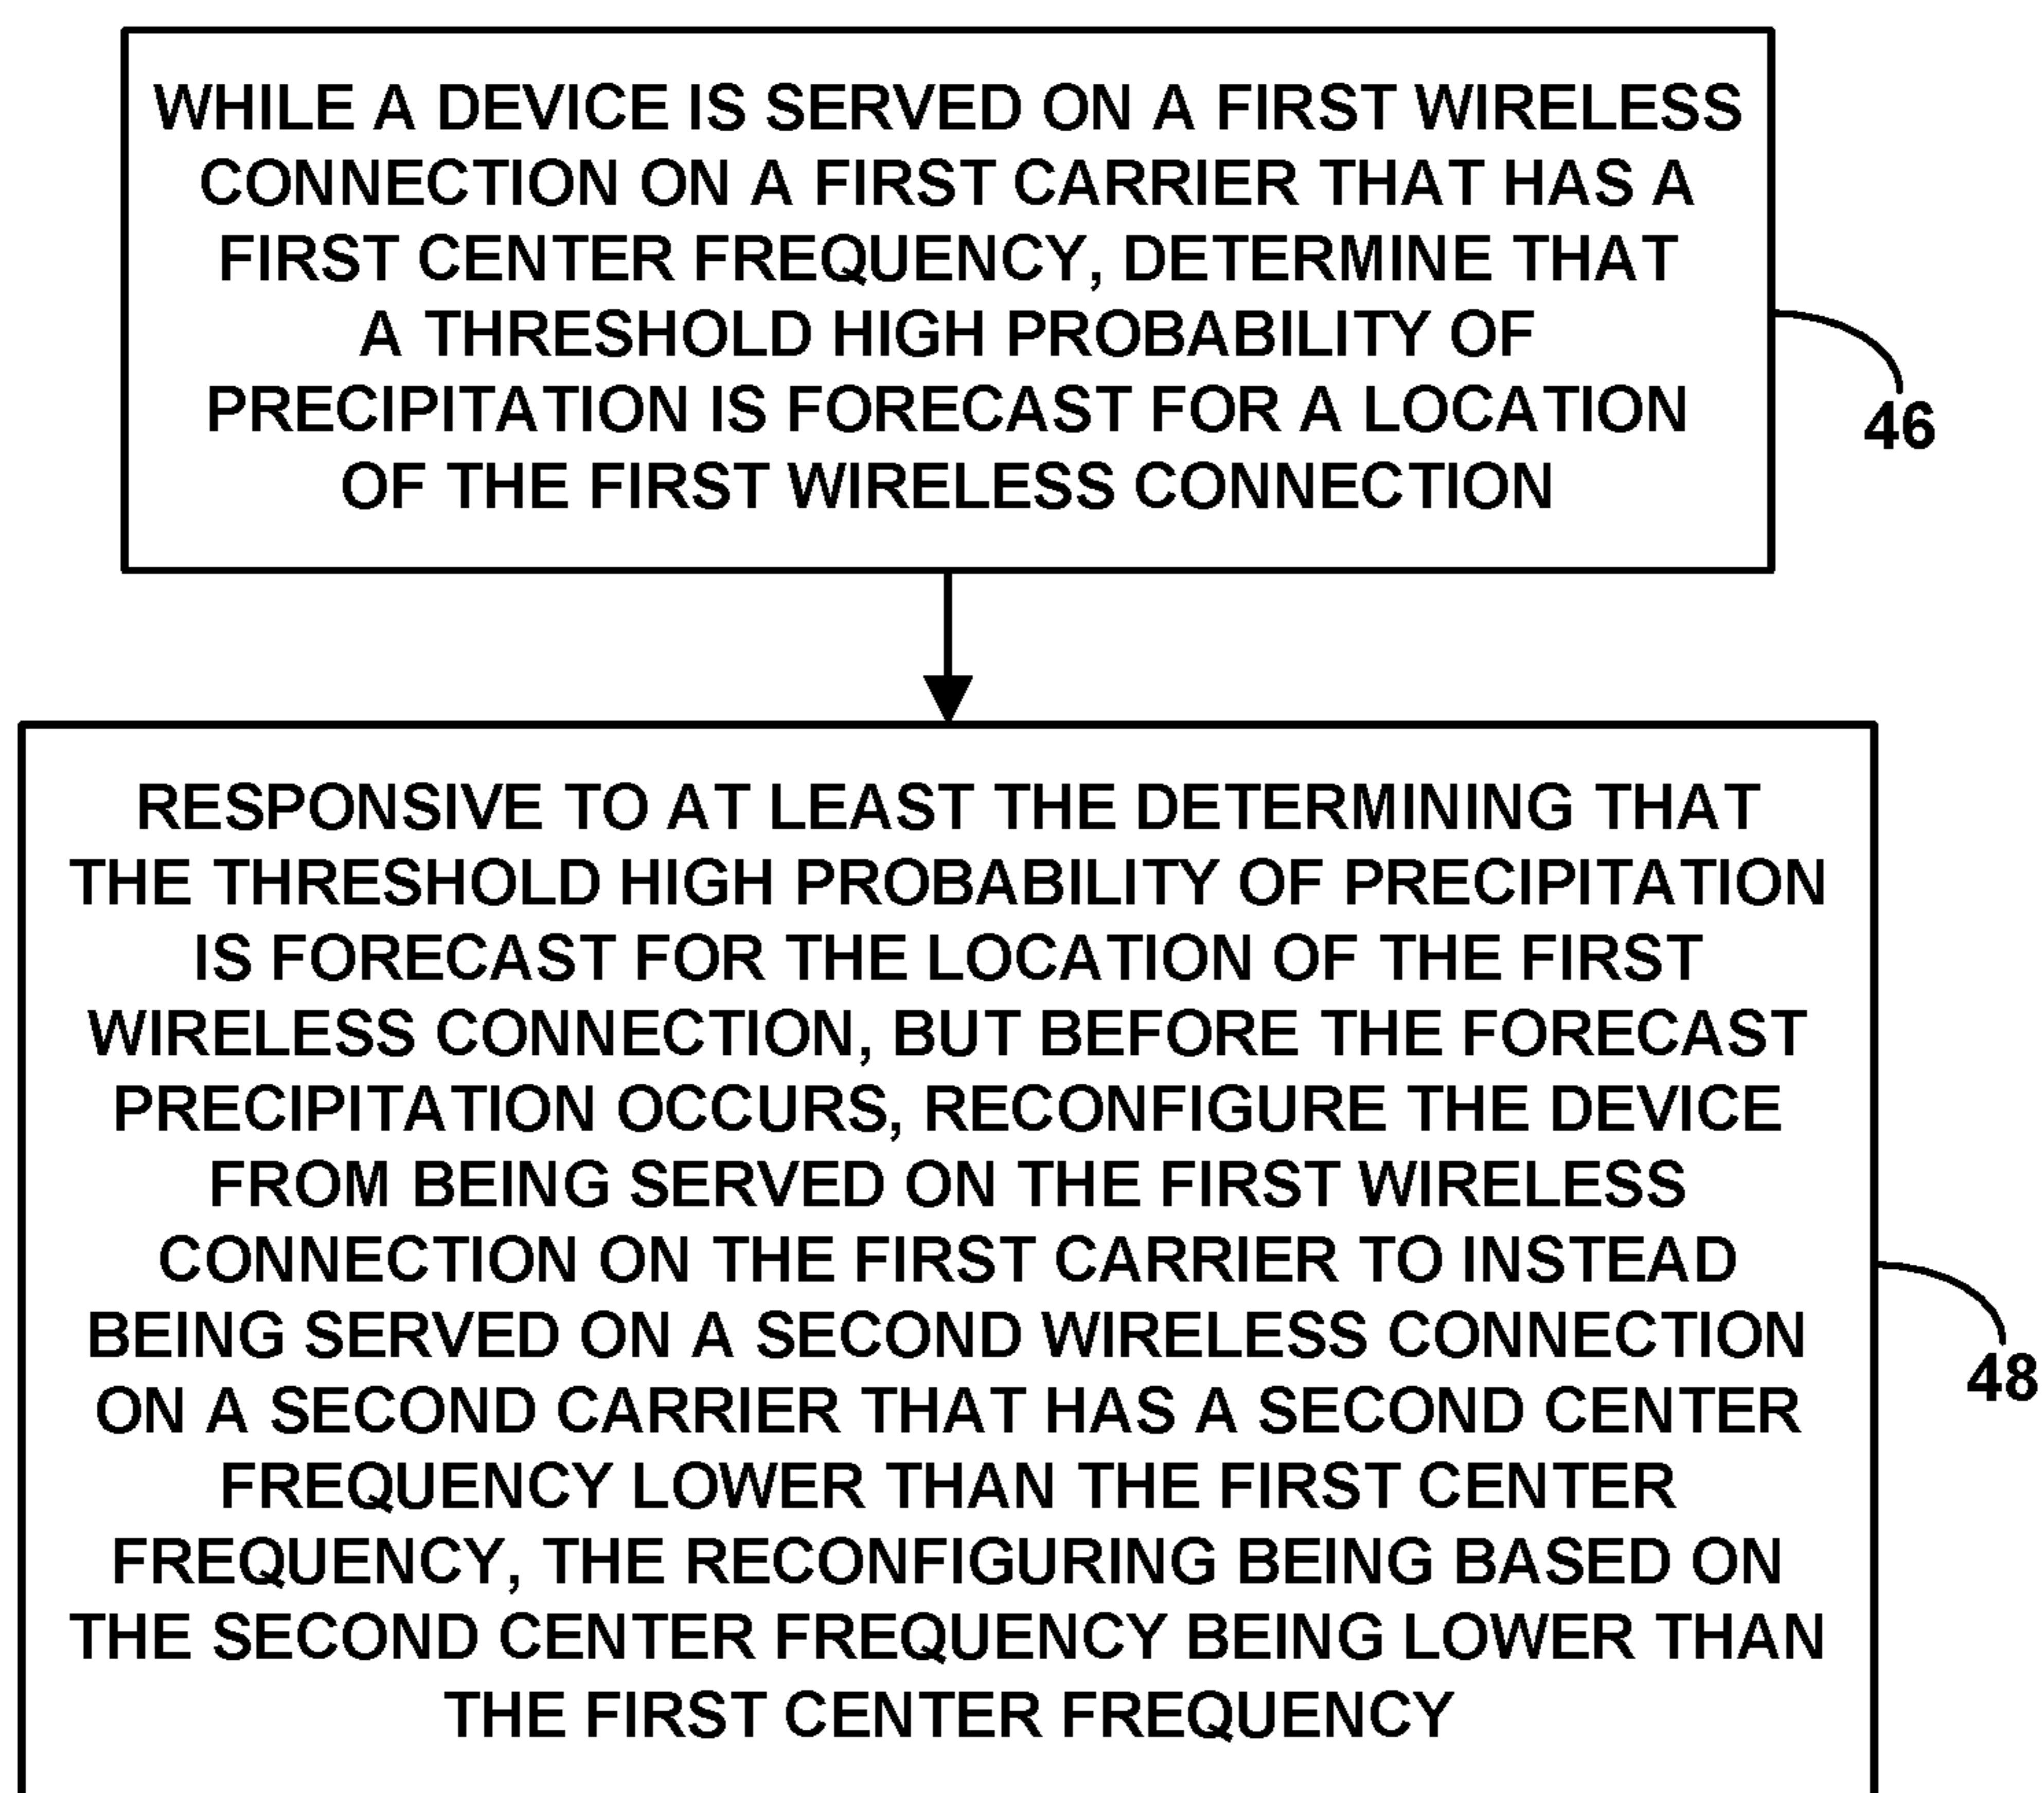 WHILE A DEVICE IS SERVED ON A FIRST WIRELESS
CONNECTION ON A FIRST CARRIER THAT HAS A
FIRST CENTER FREQUENCY, DETERMINE THAT
A THRESHOLD HIGH PROBABILITY OF
PRECIPITATION IS FORECAST FOR A LOCATION
OF THE FIRST WIRELESS CONNECTION
46
RESPONSIVE TO AT LEAST THE DETERMINING THAT
THE THRESHOLD HIGH PROBABILITY OF PRECIPITATION
IS FORECAST FOR THE LOCATION OF THE FIRST
WIRELESS CONNECTION, BUT BEFORE THE FORECAST
PRECIPITATION OCCURS, RECONFIGURE THE DEVICE
FROM BEING SERVED ON THE FIRST WIRELESS
CONNECTION ON THE FIRST CARRIER TO INSTEAD
BEING SERVED ON A SECOND WIRELESS CONNECTION
ON A SECOND CARRIER THAT HAS A SECOND CENTER
FREQUENCY LOWER THAN THE FIRST CENTER
FREQUENCY, THE RECONFIGURING BEING BASED ON
THE SECOND CENTER FREQUENCY BEING LOWER THAN
THE FIRST CENTER FREQUENCY
48